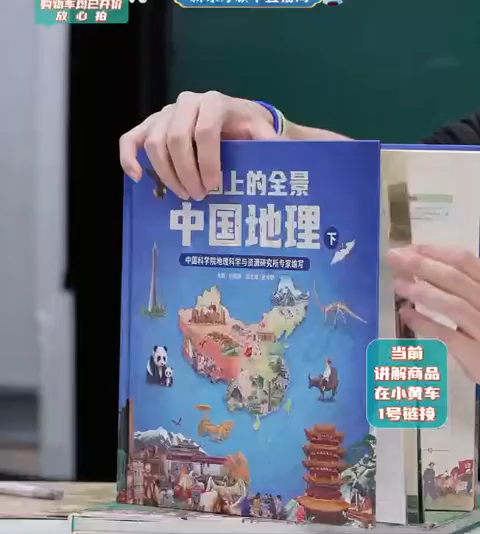 购物车均已开价
放心拍
上的全景
中国地理
下
中国科学院地理科学与资源研究所专家编写
当前
讲解商品
在小黄车
1号链接